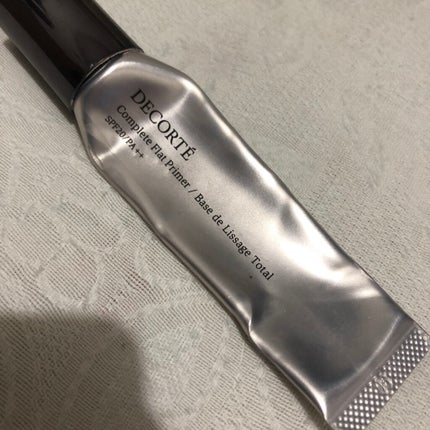 DECORTÉ
Complete Flat Primer / Base de Lissage Total
SPF20/PA++